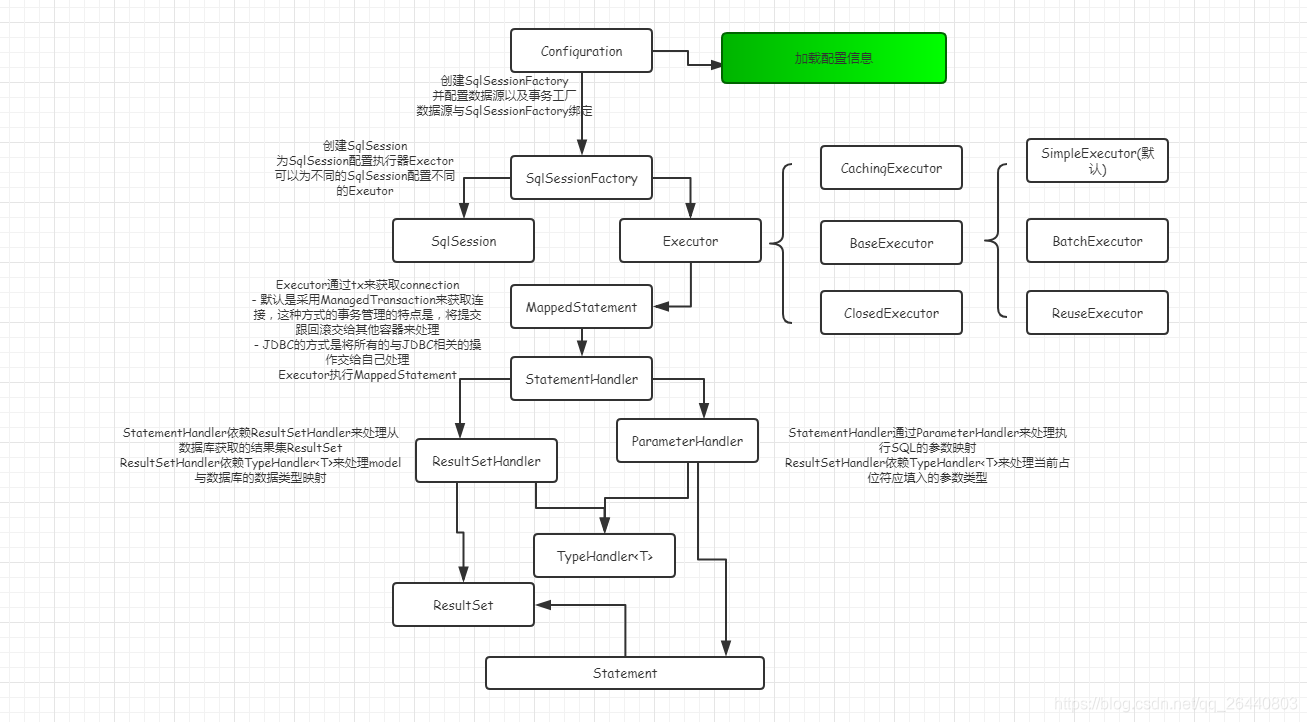 Configuration
加载配置信息
创建SqlSessionFactory
并配置数据源以及事务工厂
数据源与SqlSessionFactory绑定
创建SqlSession
为SqlSession配置执行器Exector
可以为不同的SqlSession配置不同
的Exeutor
SqlSessionFactory
CachingExecutor
SimpleExecutor(默
认)
SqlSession
Executor
BaseExecutor
BatchExecutor
Executor通过tx来获取connection
- 默认是采用ManagedTransaction来获取连
接，这种方式的事务管理的特点是，将提交
跟回滚交给其他容器来处理
- JDBC的方式是将所有的与JDBC相关的操
作交给自己处理
Executor执行MappedStatement
MappedStatement
ClosedExecutor
ReuseExecutor
StatementHandler
StatementHandler依赖ResultSetHandler来处理从
数据库获取的结果集ResultSet
ResultSetHandler依赖TypeHandler<T>来处理model
与数据库的数据类型映射
ResultSetHandler
ParameterHandler
StatementHandler通过ParameterHandler来处理执
行SQL的参数映射
ResultSetHandler依赖TypeHandler<T>来处理当前占
位符应填入的参数类型
TypeHandler<T>
ResultSet
Statement
https://blog.csdn.net/qq_26440803